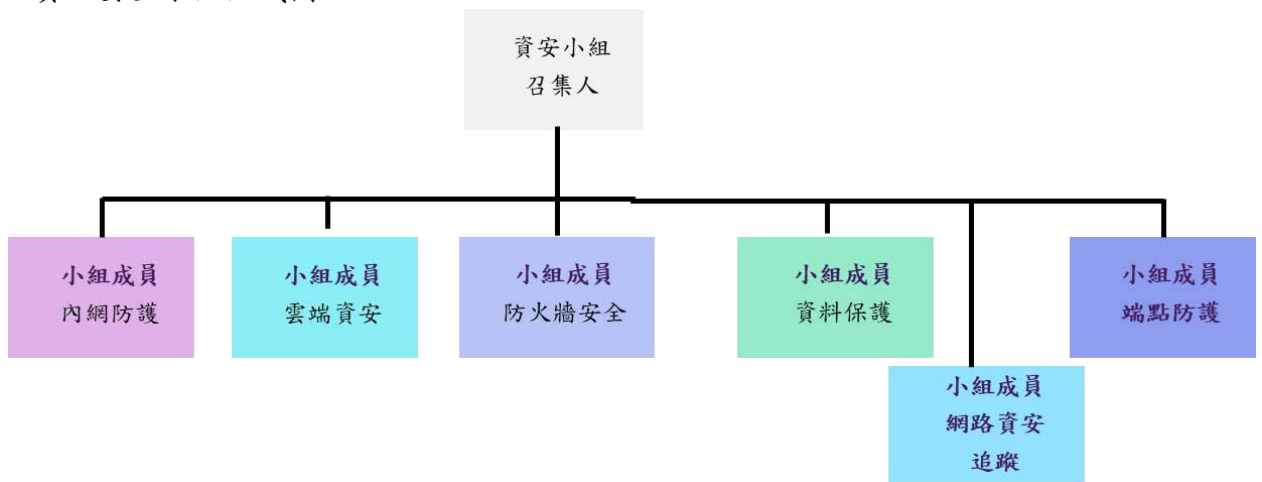 資安小組
召集人
小組成員
內網防護
小組成員
雲端資安
小組成員
防火牆安全
小組成員
資料保護
小組成員
端點防護
小組成員
網路資安
追蹤